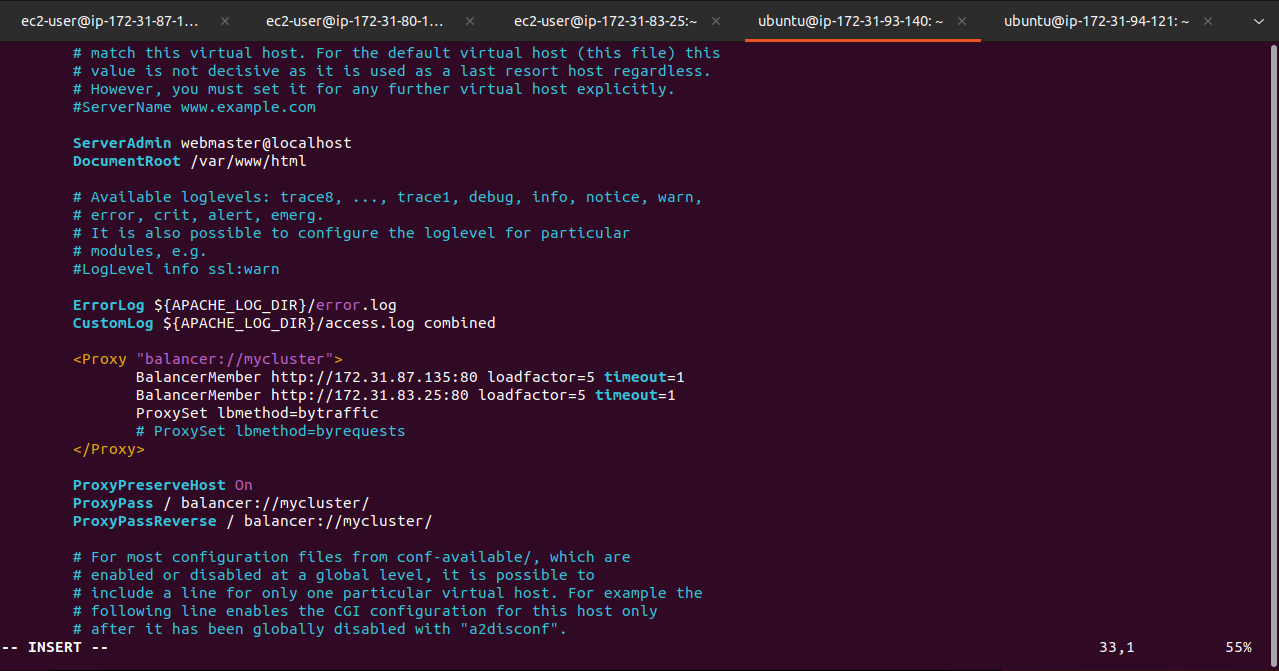 ec2-user@ip-172-31-87-1... × ec2-user@ip-172-31-80-1... × ec2-user@ip-172-31-83-25:~ × ubuntu@ip-172-31-93-140: ~ × ubuntu@ip-172-31-94-121: ~ ×
# match this virtual host. For the default virtual host (this file) this
# value is not decisive as it is used as a last resort host regardless.
# However, you must set it for any further virtual host explicitly.
#ServerName www.example.com
ServerAdmin webmaster@localhost
DocumentRoot /var/www/html
# Available loglevels: trace8, ..., trace1, debug, info, notice, warn,
# error, crit, alert, emerg.
# It is also possible to configure the loglevel for particular
# modules, e.g.
#LogLevel info ssl:warn
ErrorLog ${APACHE_LOG_DIR}/error.log
CustomLog ${APACHE_LOG_DIR}/access.log combined
<Proxy "balancer://mycluster">
BalancerMember http://172.31.87.135:80 loadfactor=5 timeout=1
BalancerMember http://172.31.83.25:80 loadfactor=5 timeout=1
ProxySet lbmethod=bytraffic
# ProxySet lbmethod=byrequests
</Proxy>
ProxyPreserveHost On
ProxyPass / balancer://mycluster/
ProxyPassReverse / balancer://mycluster/
# For most configuration files from conf-available/, which are
# enabled or disabled at a global level, it is possible to
# include a line for only one particular virtual host. For example the
# following line enables the CGI configuration for this host only
# after it has been globally disabled with "a2disconf".
-- INSERT -- 33,1 55%